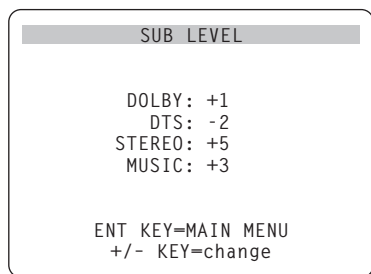 SUB LEVEL
DOLBY: +1
DTS: -2
STEREO: +5
MUSIC: +3
ENT KEY=MAIN MENU
+/- KEY=change